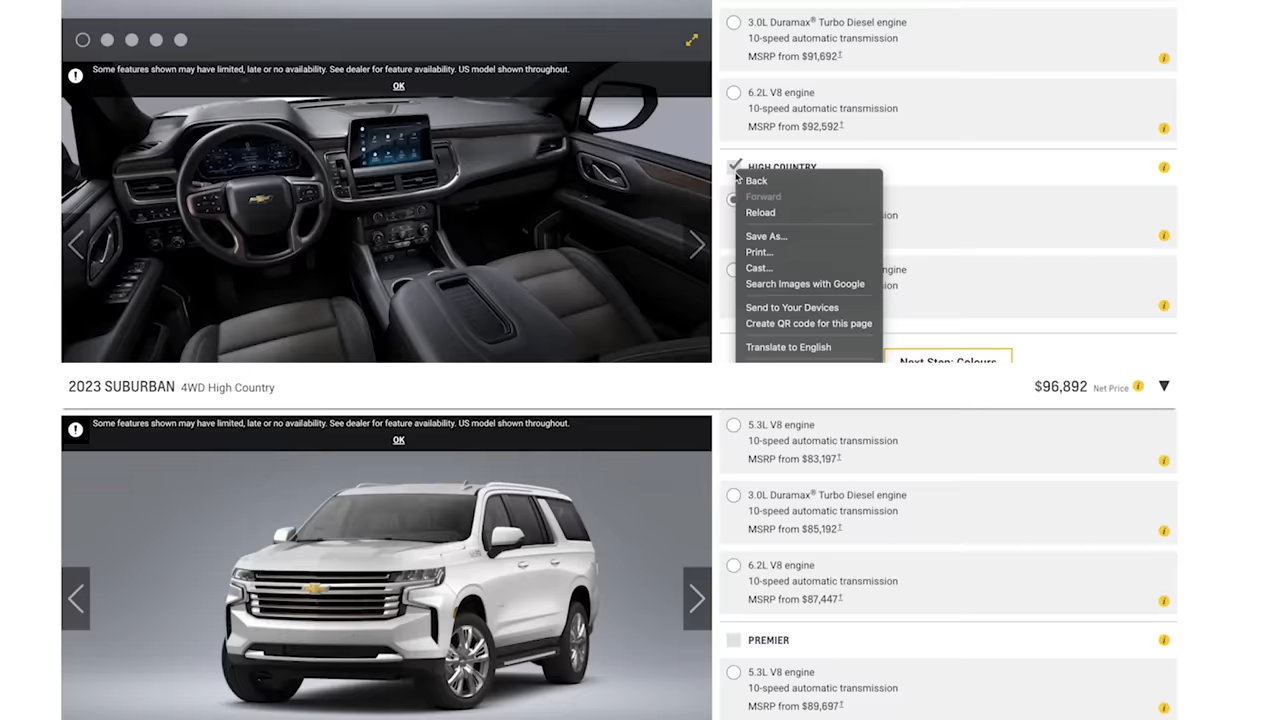 3.0L Duramax® Turbo Diesel engine
10-speed automatic transmission
MSRP from $91,692†
Some features shown may have limited, late or no availability. See dealer for feature availability. US model shown throughout.
OK
6.2L V8 engine
10-speed automatic transmission
MSRP from $92,592†
HIGH COUNTRY
Back
Forward
Reload
Save As...
Print...
Cast...
Search Images with Google
Send to Your Devices
Create QR code for this page
Translate to English
Next Step: Colours
2023 SUBURBAN 4WD High Country
$96,892 Net Price
Some features shown may have limited, late or no availability. See dealer for feature availability. US model shown throughout.
OK
5.3L V8 engine
10-speed automatic transmission
MSRP from $83,197†
3.0L Duramax® Turbo Diesel engine
10-speed automatic transmission
MSRP from $85,192†
6.2L V8 engine
10-speed automatic transmission
MSRP from $87,447†
PREMIER
5.3L V8 engine
10-speed automatic transmission
MSRP from $89,697†